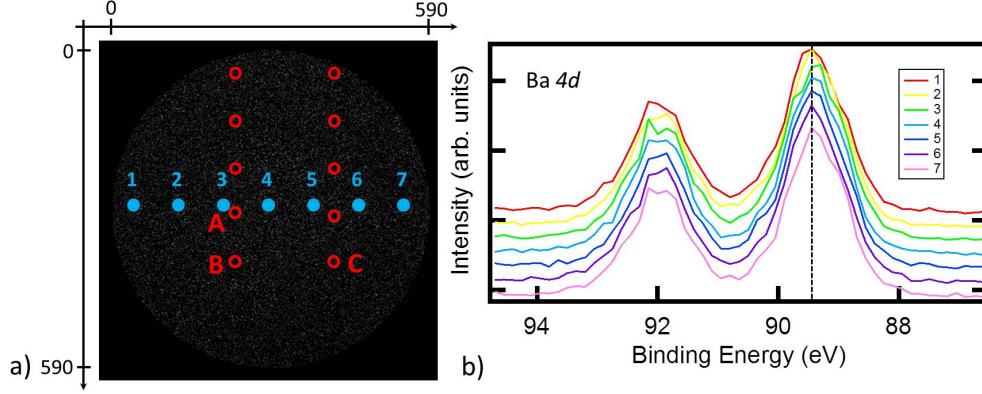 0
590
0
1 2 3 4 5 6 7
A
B
C
590
a)
Ba 4d
1
2
3
4
5
6
7
Intensity (arb. units)
94 92 90 88
Binding Energy (eV)
b)